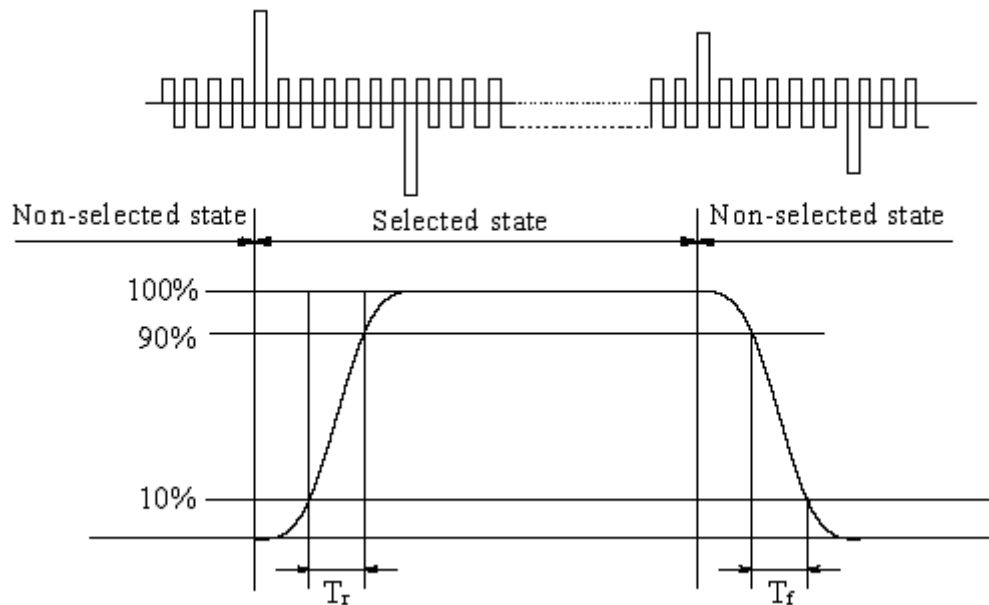 Non-selected state
Selected state
Non-selected state
100%
90%
10%
Tr
Tf